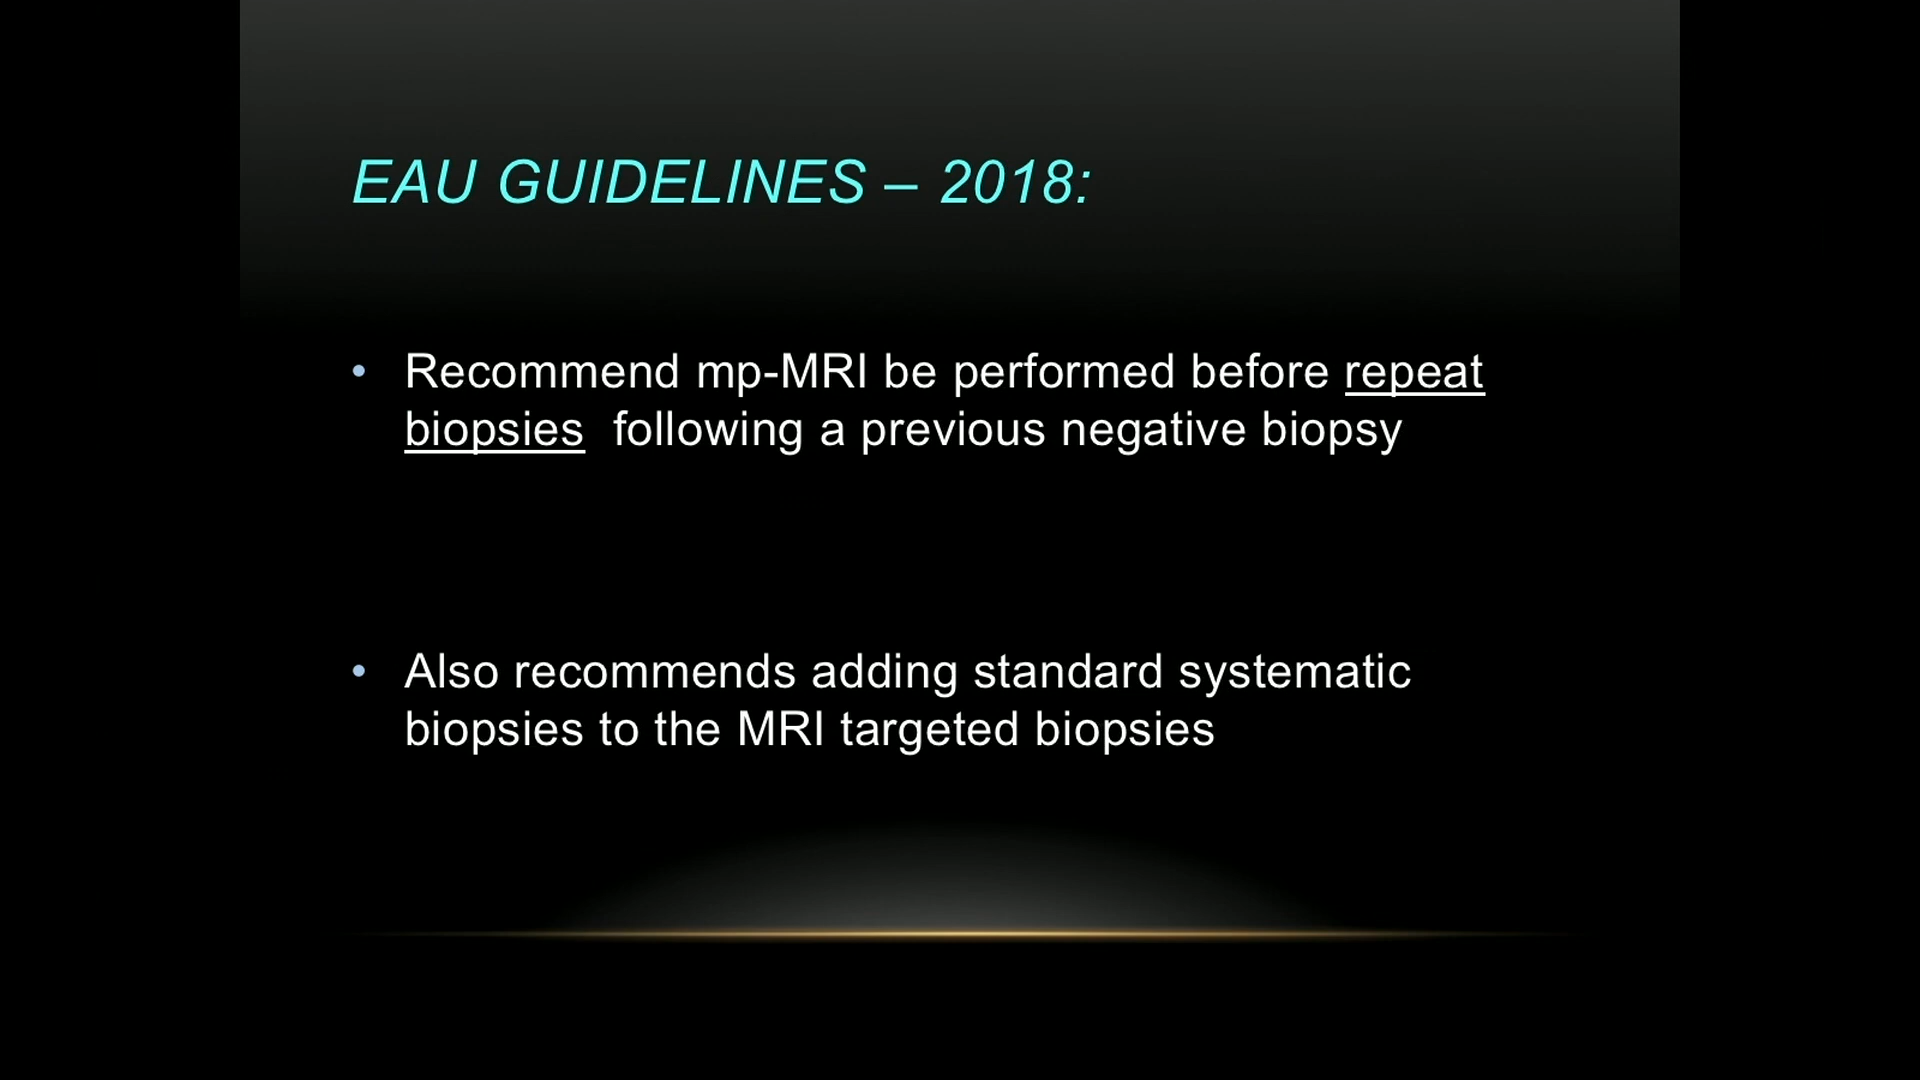 EAU GUIDELINES – 2018:
• Recommend mp-MRI be performed before repeat
biopsies following a previous negative biopsy
• Also recommends adding standard systematic
biopsies to the MRI targeted biopsies